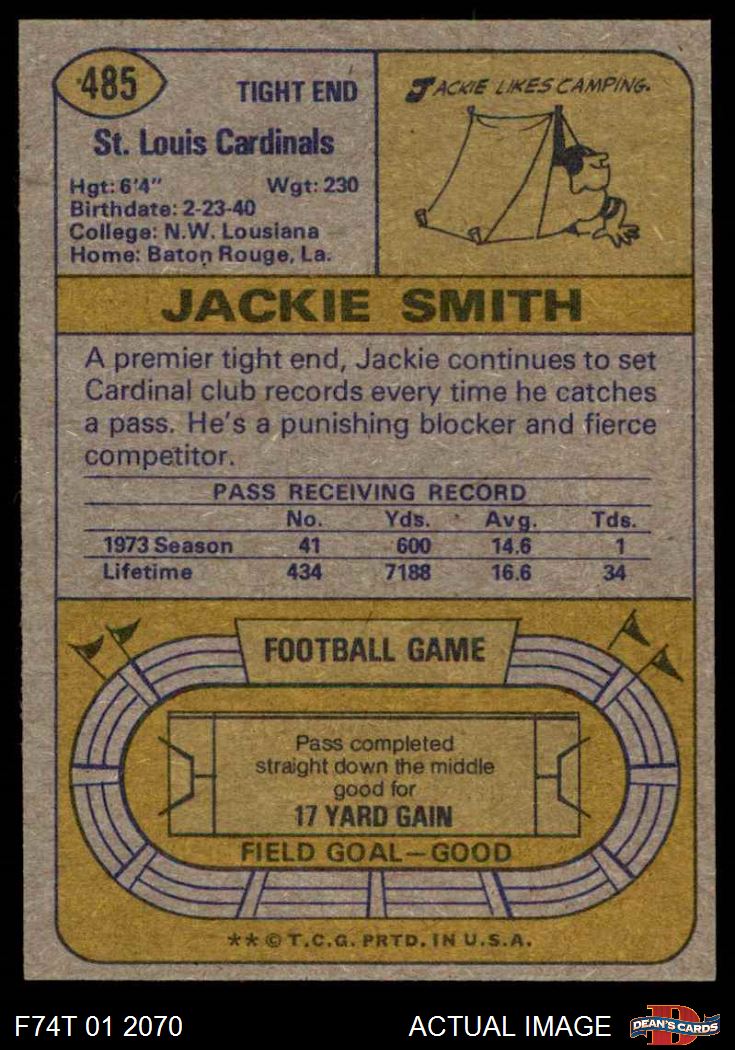 485
TIGHT END
St. Louis Cardinals
Hgt: 6'4" Wgt: 230
Birthdate: 2-23-40
College: N.W. Lousiana
Home: Baton Rouge, La.
JACKIE LIKES CAMPING.
JACKIE SMITH
A premier tight end, Jackie continues to set
Cardinal club records every time he catches
a pass. He's a punishing blocker and fierce
competitor.
PASS RECEIVING RECORD
No. Yds. Avg. Tds.
1973 Season 41 600 14.6 1
Lifetime 434 7188 16.6 34
FOOTBALL GAME
Pass completed
straight down the middle
good for
17 YARD GAIN
FIELD GOAL—GOOD
** © T.C.G. PRTD. IN U.S.A.
F74T 01 2070 ACTUAL IMAGE
D
DEAN'S CARDS